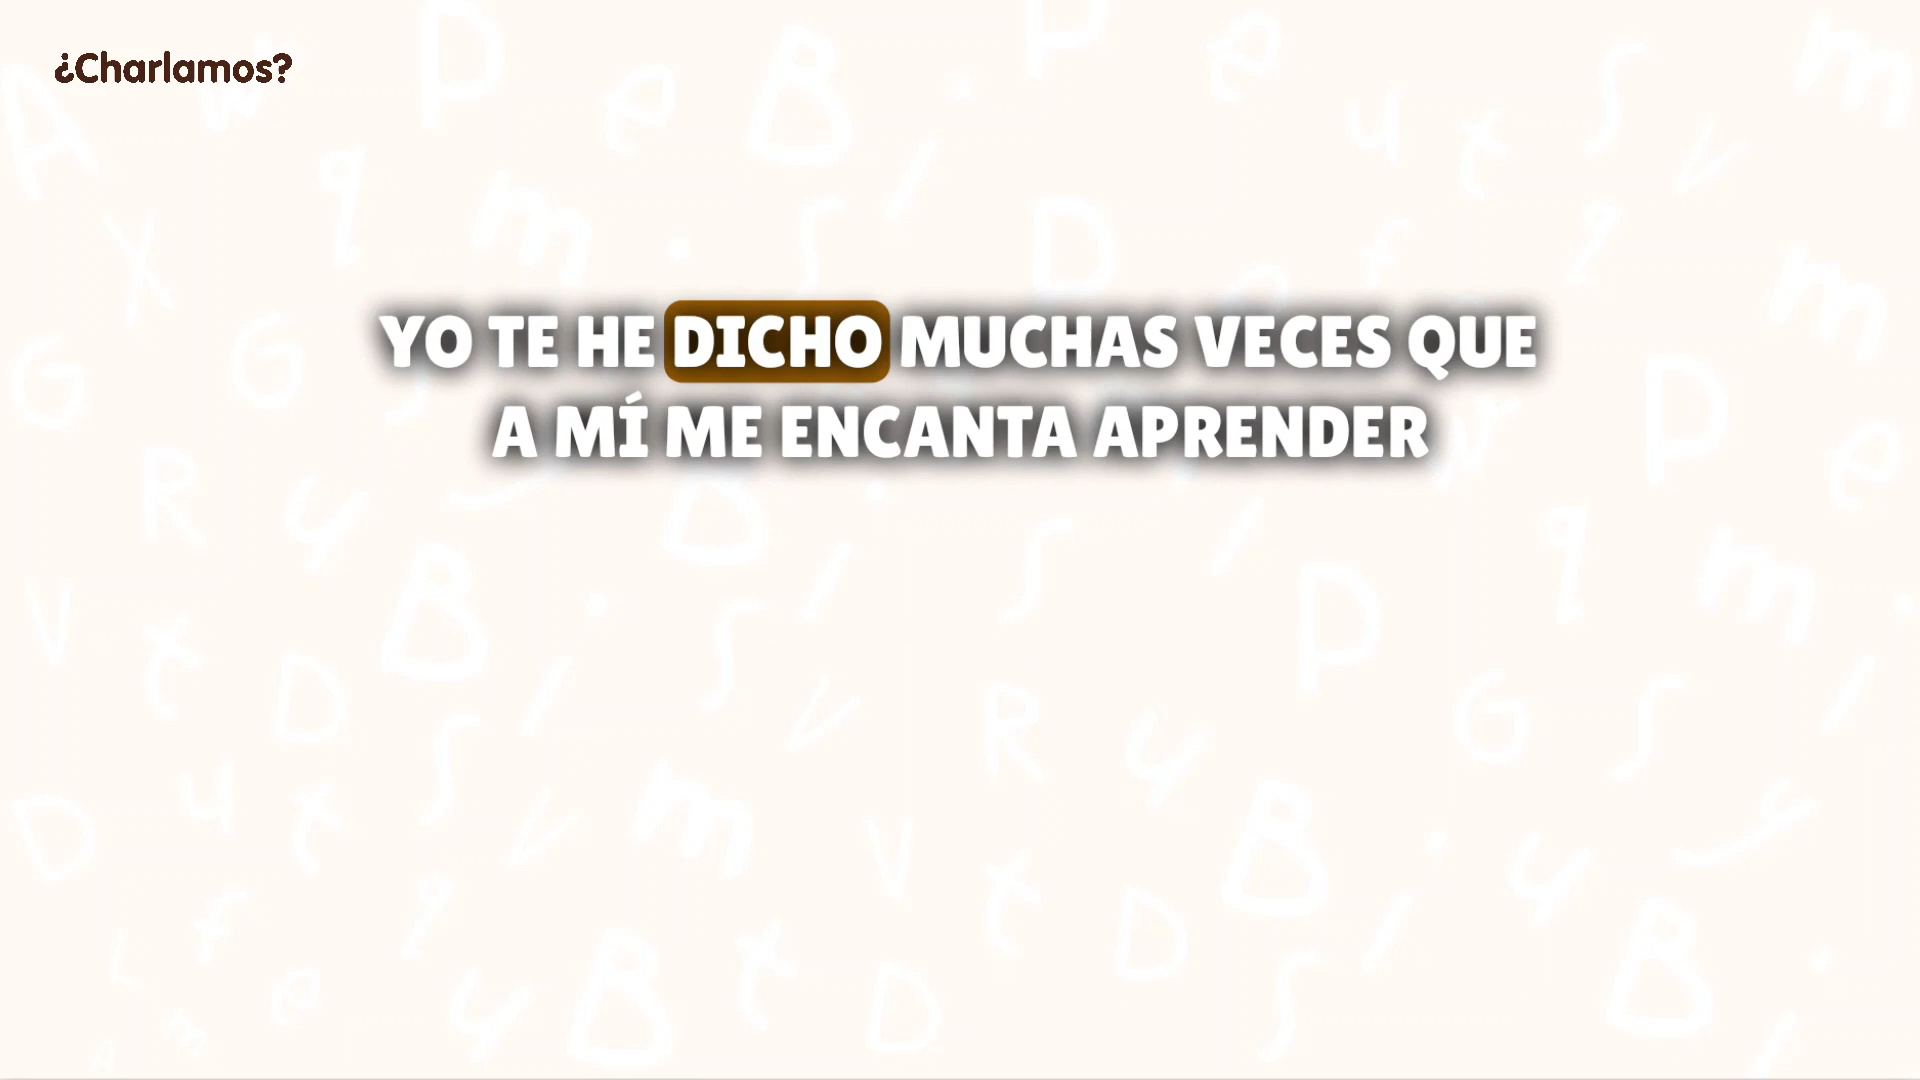 ¿Charlamos?
YO TE HE DICHO MUCHAS VECES QUE
A MÍ ME ENCANTA APRENDER